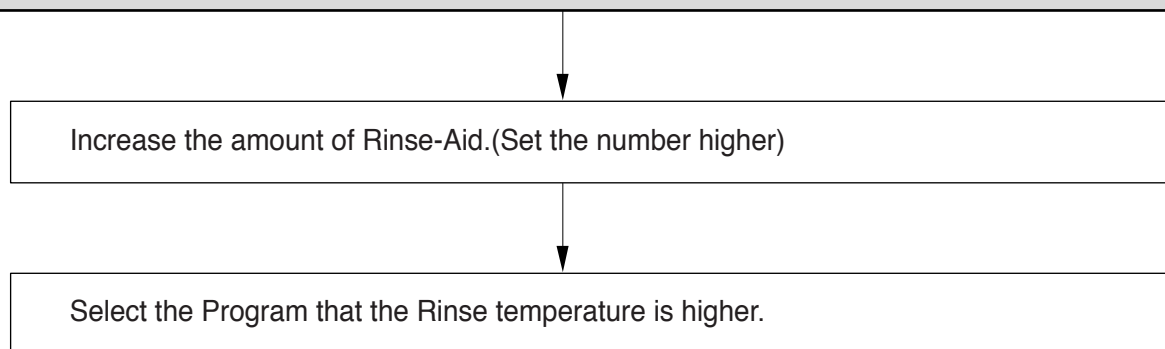 Increase the amount of Rinse-Aid.(Set the number higher)
Select the Program that the Rinse temperature is higher.